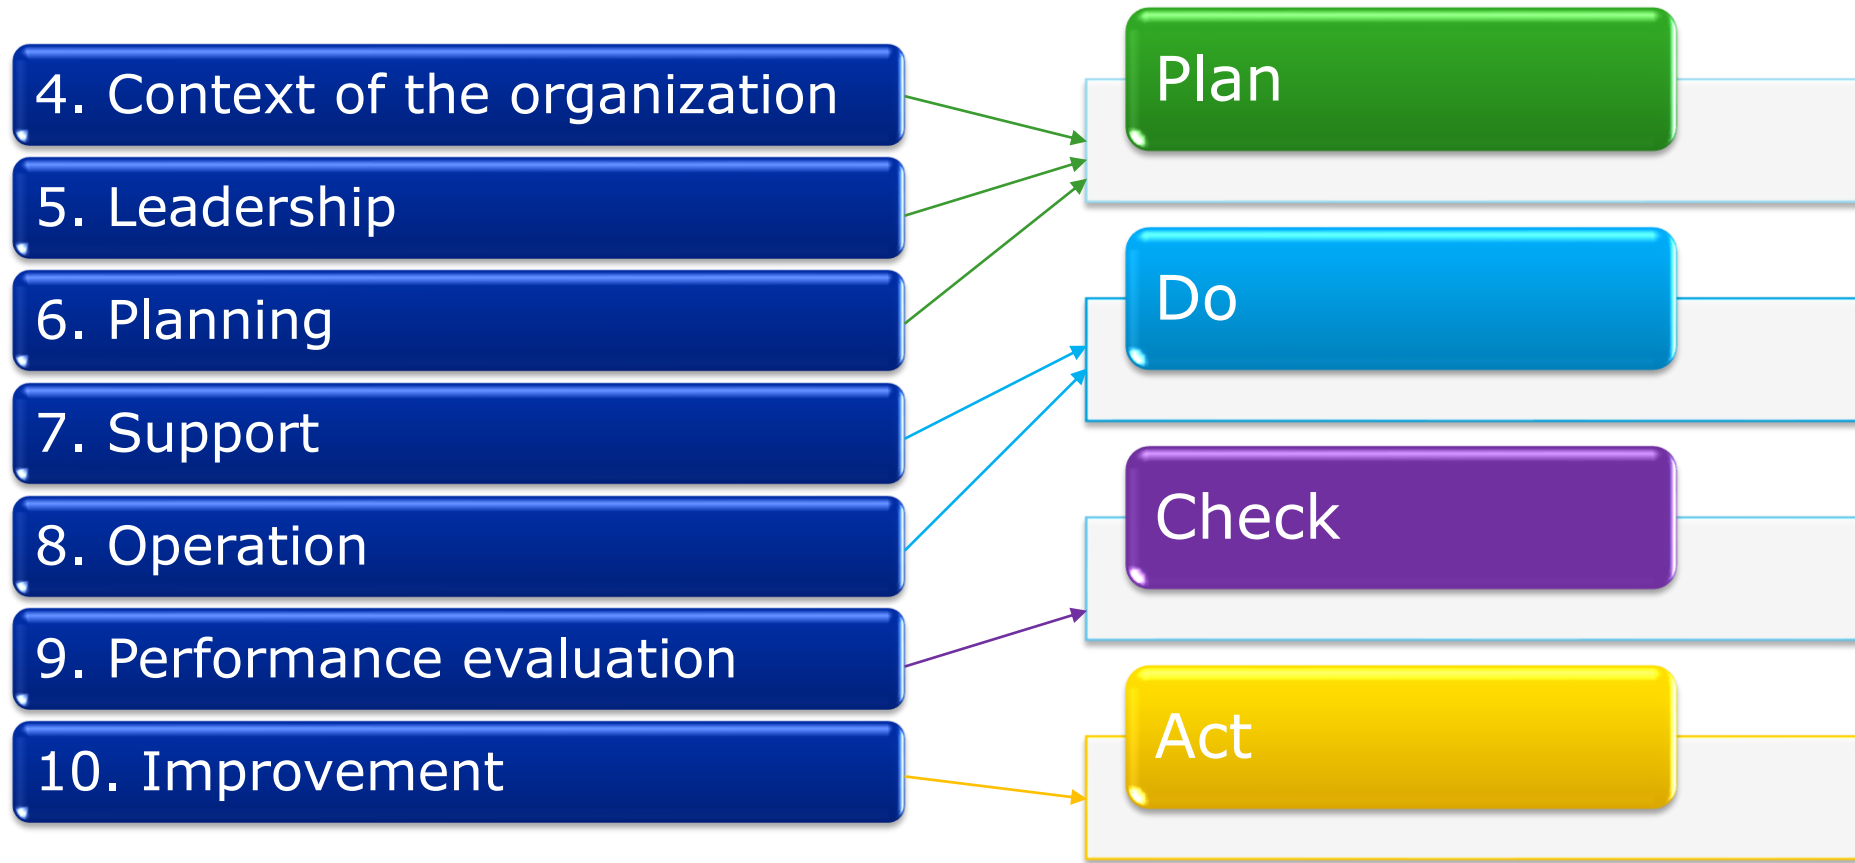 4. Context of the organization
5. Leadership
6. Planning
7. Support
8. Operation
9. Performance evaluation
10. Improvement
Plan
Do
Check
Act